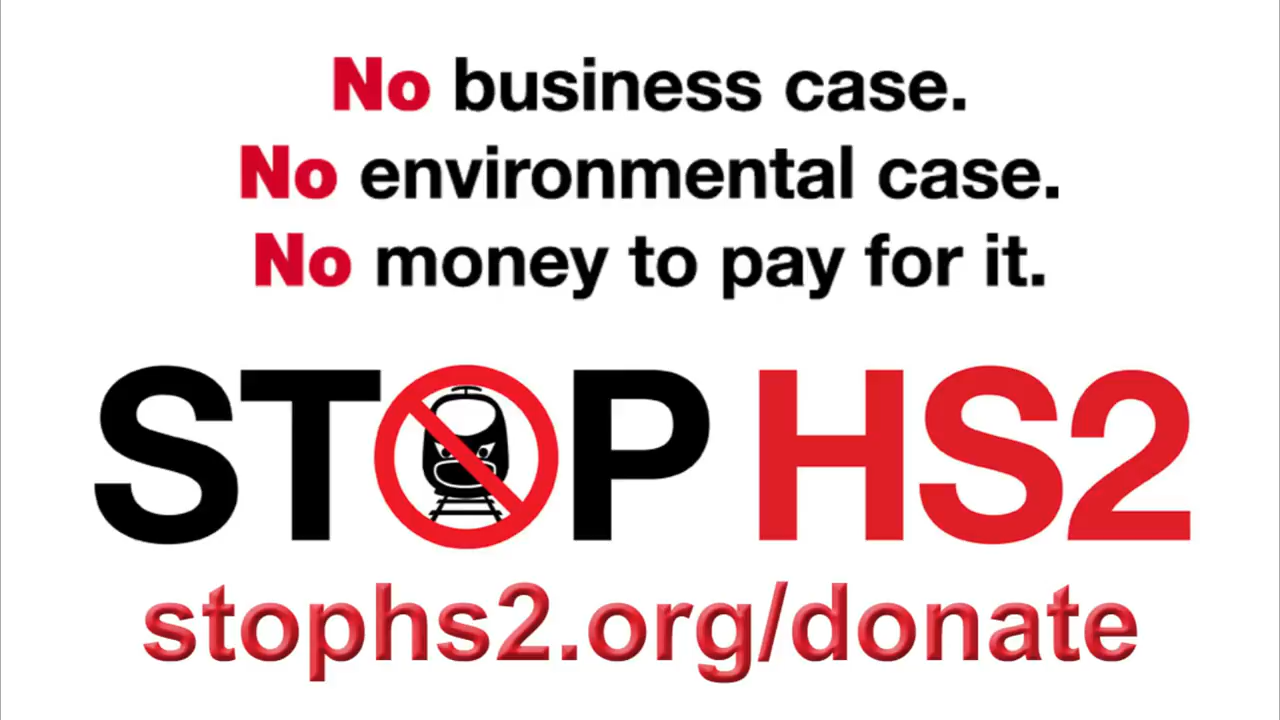 No business case.
No environmental case.
No money to pay for it.
STOP HS2
stophs2.org/donate